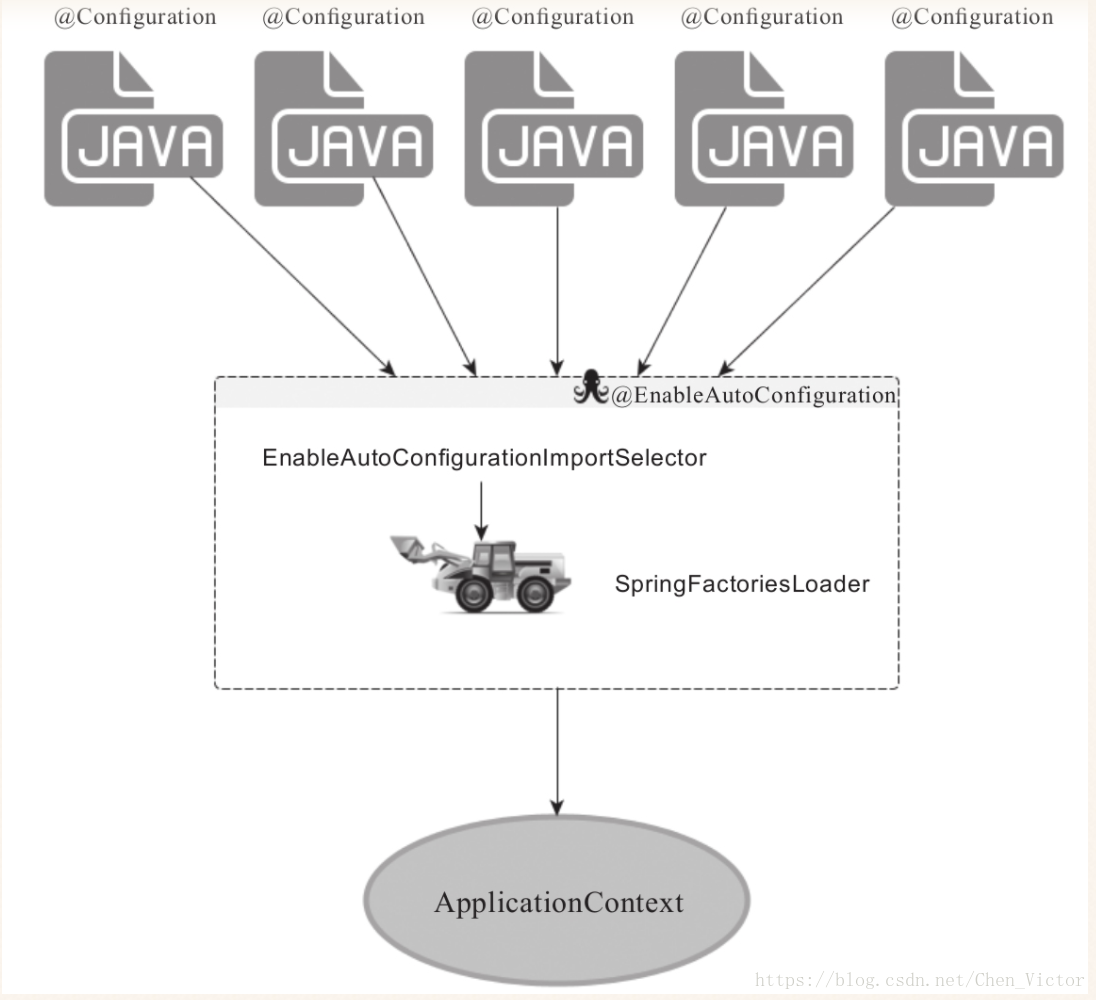 @Configuration @Configuration @Configuration @Configuration @Configuration
JAVA JAVA JAVA JAVA JAVA
@EnableAutoConfiguration
EnableAutoConfigurationImportSelector
SpringFactoriesLoader
ApplicationContext
https://blog.csdn.net/Chen_Victor